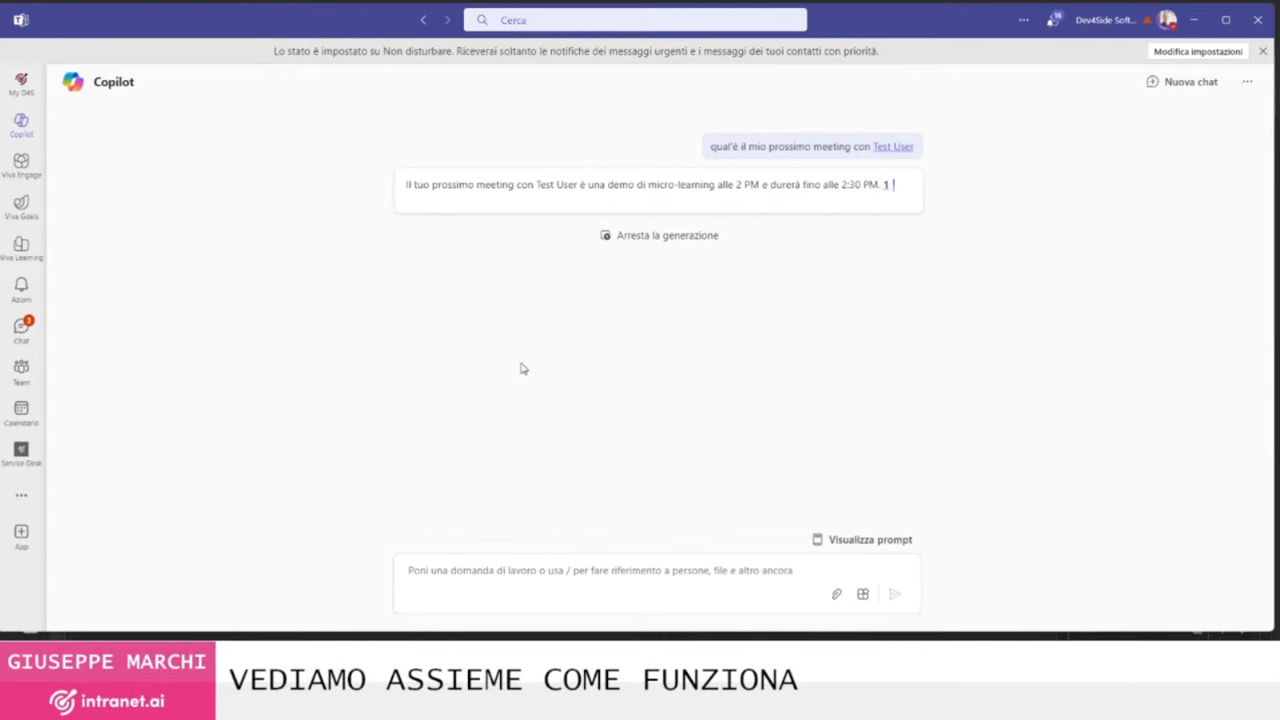 Cerca
Dev4Side Soft...
Lo stato è impostato su Non disturbare. Riceverai soltanto le notifiche dei messaggi urgenti e i messaggi dei tuoi contatti con priorità.
Modifica impostazioni
My D4S
Copilot
Nuova chat
Copilot
qual'è il mio prossimo meeting con Test User
Viva Engage
Il tuo prossimo meeting con Test User è una demo di micro-learning alle 2 PM e durerà fino alle 2:30 PM. 1
Viva Goals
Arresta la generazione
Viva Learning
Azioni
3
Chat
Team
Calendario
Service Desk
App
Visualizza prompt
Poni una domanda di lavoro o usa / per fare riferimento a persone, file e altro ancora
GIUSEPPE MARCHI
intranet.ai
VEDIAMO ASSIEME COME FUNZIONA